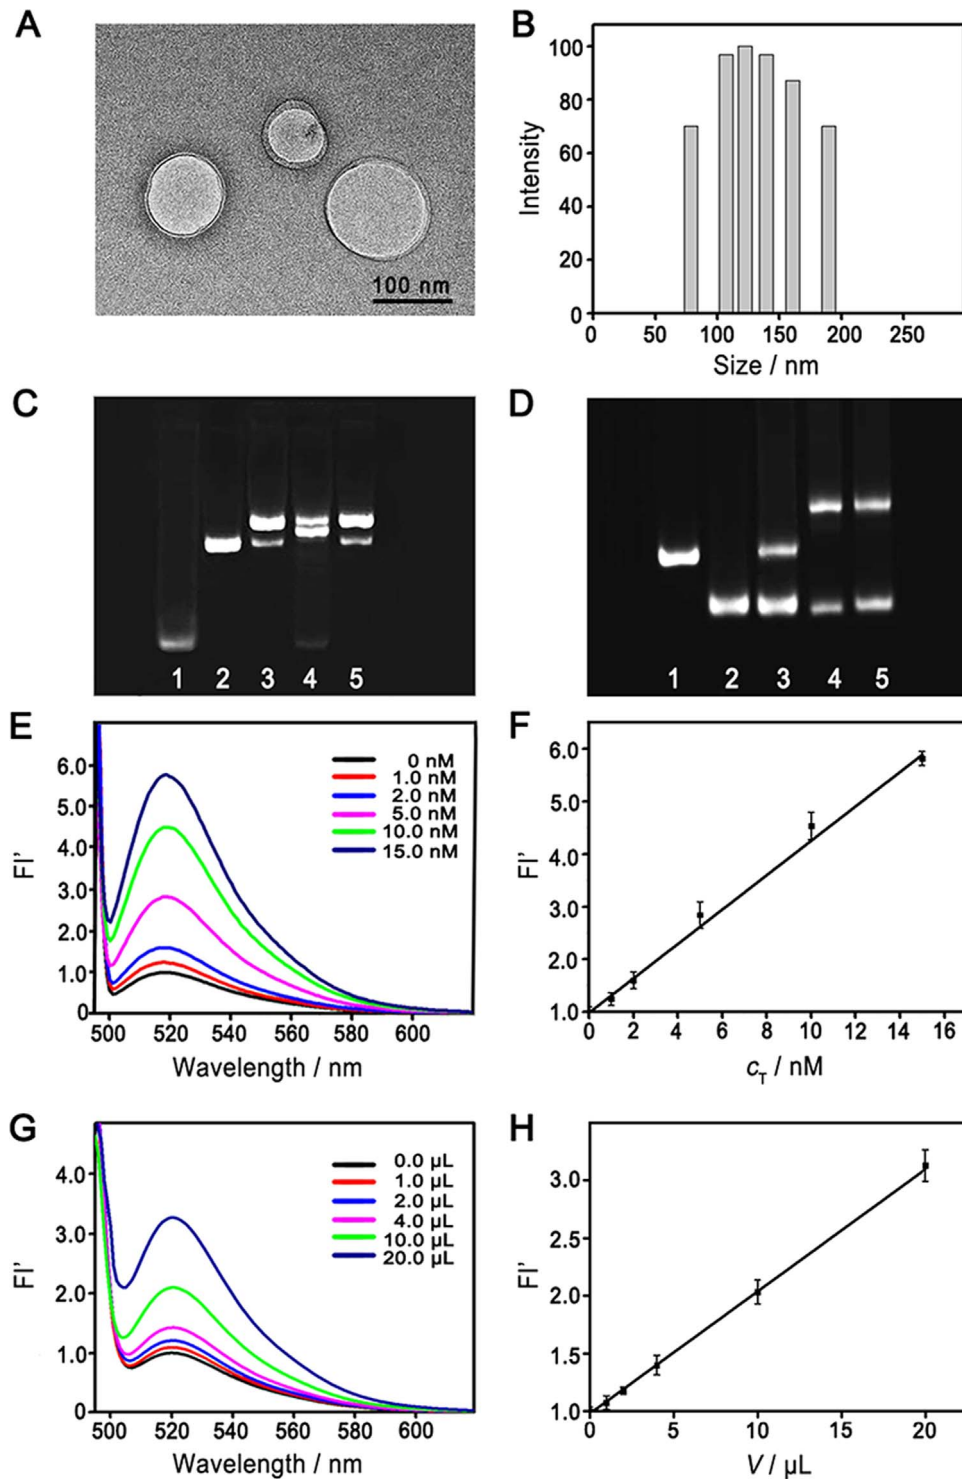 A
100 nm
B
Intensity
100
80
60
40
20
0
0 50 100 150 200 250
Size / nm
C
1 2 3 4 5
D
1 2 3 4 5
E
FI'
6.0
5.0
4.0
3.0
2.0
1.0
0
0 nM
1.0 nM
2.0 nM
5.0 nM
10.0 nM
15.0 nM
500 520 540 560 580 600
Wavelength / nm
F
FI'
6.0
5.0
4.0
3.0
2.0
1.0
0 2 4 6 8 10 12 14 16
cT / nM
G
FI'
4.0
3.0
2.0
1.0
0
0.0 µL
1.0 µL
2.0 µL
4.0 µL
10.0 µL
20.0 µL
500 520 540 560 580 600
Wavelength / nm
H
FI'
3.0
2.5
2.0
1.5
1.0
0 5 10 15 20
V / µL